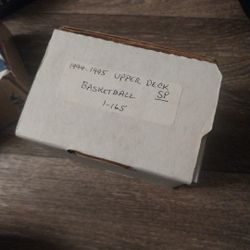 1994-1995 UPPER DECK
BASKETBALL SP
1-165